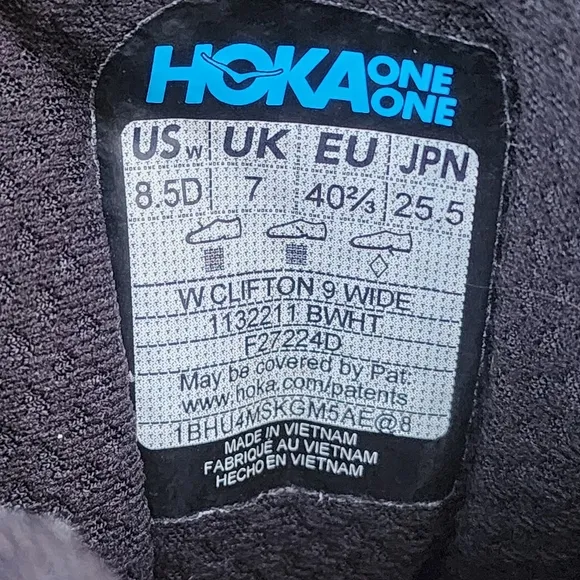 HOKA ONE ONE
US W UK EU JPN
8.5D 7 40⅔ 25.5
W CLIFTON 9 WIDE
1132211 BWHT
F27224D
May be covered by Pat:
www.hoka.com/patents
1BHU4MSKGM5AE@8
MADE IN VIETNAM
FABRIQUÉ AU VIETNAM
HECHO EN VIETNAM